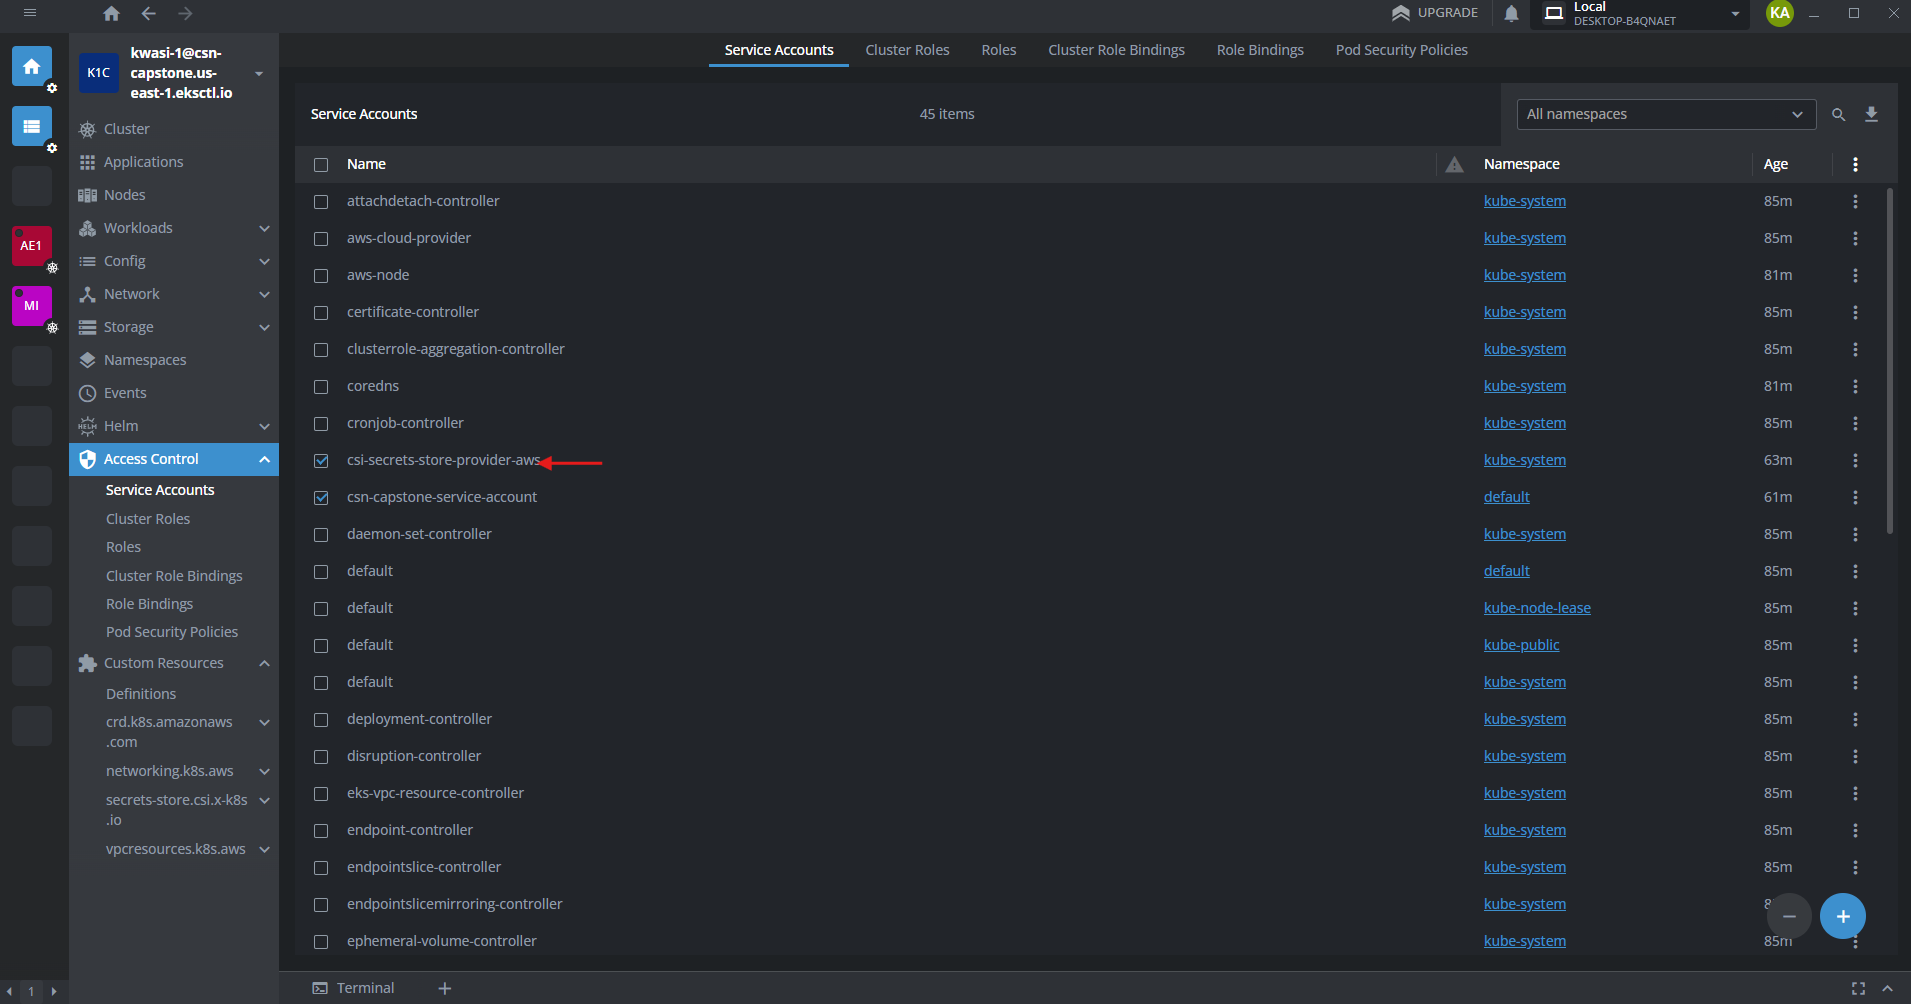 UPGRADE
Local
DESKTOP-B4QNAET
KA
K1C
kwasi-1@csn-
capstone.us-
east-1.eksctl.io
AE1
MI
Cluster
Applications
Nodes
Workloads
Config
Network
Storage
Namespaces
Events
HELM Helm
Access Control
Service Accounts
Cluster Roles
Roles
Cluster Role Bindings
Role Bindings
Pod Security Policies
Custom Resources
Definitions
crd.k8s.amazonaws
.com
networking.k8s.aws
secrets-store.csi.x-k8s
.io
vpcresources.k8s.aws
Service Accounts Cluster Roles Roles Cluster Role Bindings Role Bindings Pod Security Policies
Service Accounts 45 items All namespaces
Name Namespace Age
attachdetach-controller kube-system 85m
aws-cloud-provider kube-system 85m
aws-node kube-system 81m
certificate-controller kube-system 85m
clusterrole-aggregation-controller kube-system 85m
coredns kube-system 81m
cronjob-controller kube-system 85m
csi-secrets-store-provider-aws kube-system 63m
csn-capstone-service-account default 61m
daemon-set-controller kube-system 85m
default default 85m
default kube-node-lease 85m
default kube-public 85m
default kube-system 85m
deployment-controller kube-system 85m
disruption-controller kube-system 85m
eks-vpc-resource-controller kube-system 85m
endpoint-controller kube-system 85m
endpointslice-controller kube-system 85m
endpointslicemirroring-controller kube-system
ephemeral-volume-controller kube-system 85m
1
Terminal